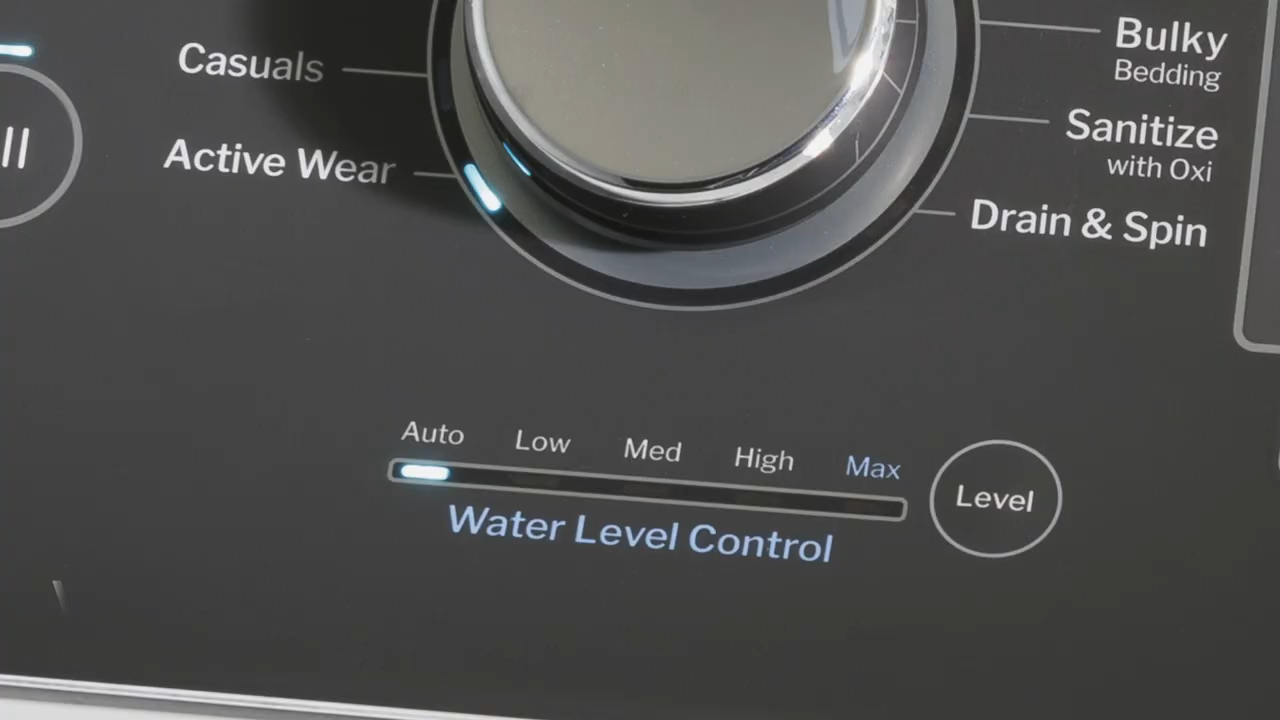 Casuals
Active Wear
Bulky
Bedding
Sanitize
with Oxi
Drain & Spin
Auto Low Med High Max
Level
Water Level Control